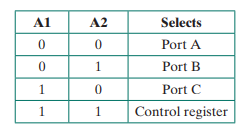 A1 A2 Selects
0 0 Port A
0 1 Port B
1 0 Port C
1 1 Control register